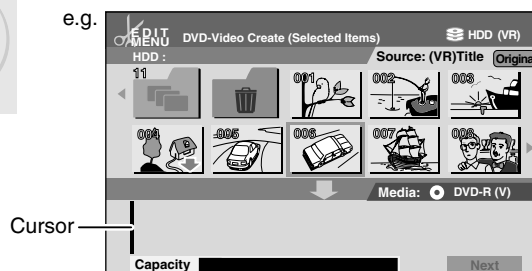 e.g.
EDIT MENU DVD-Video Create (Selected Items) HDD (VR)
HDD : Source: (VR)Title Origina
11 001 002 003
004 005 006 007 008
Media: DVD-R (V)
Cursor
Capacity Next